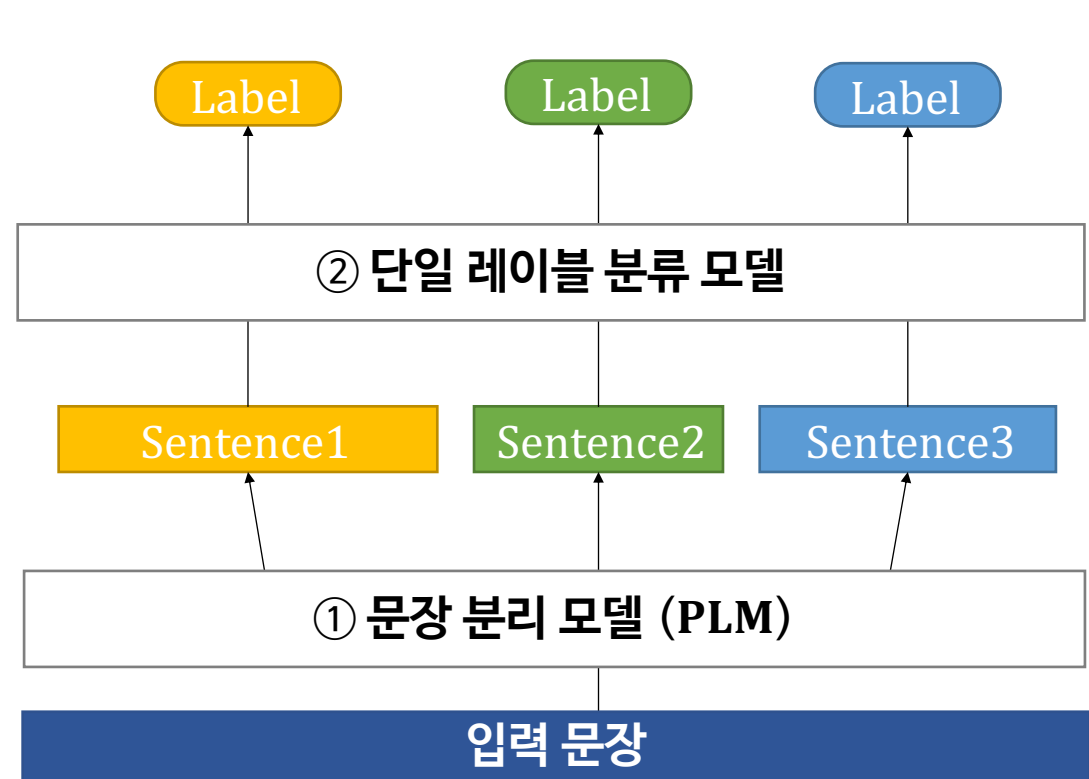 Label Label Label
② 단일 레이블 분류 모델
Sentence1 Sentence2 Sentence3
① 문장 분리 모델 (PLM)
입력 문장